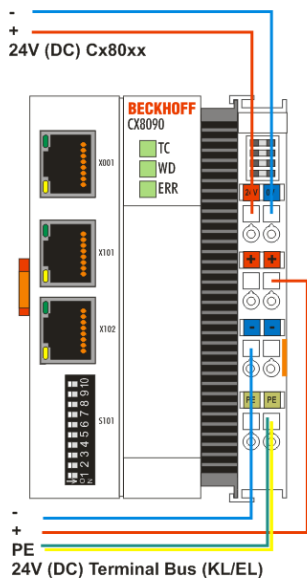 -
+
24V (DC) Cx80xx
BECKHOFF
CX8090
TC
WD
ERR
X001
X101
X102
S101
1 2 3 4 5 6 7 8 9 10
24V 0V
+ +
- -
PE PE
-
+
PE
24V (DC) Terminal Bus (KL/EL)